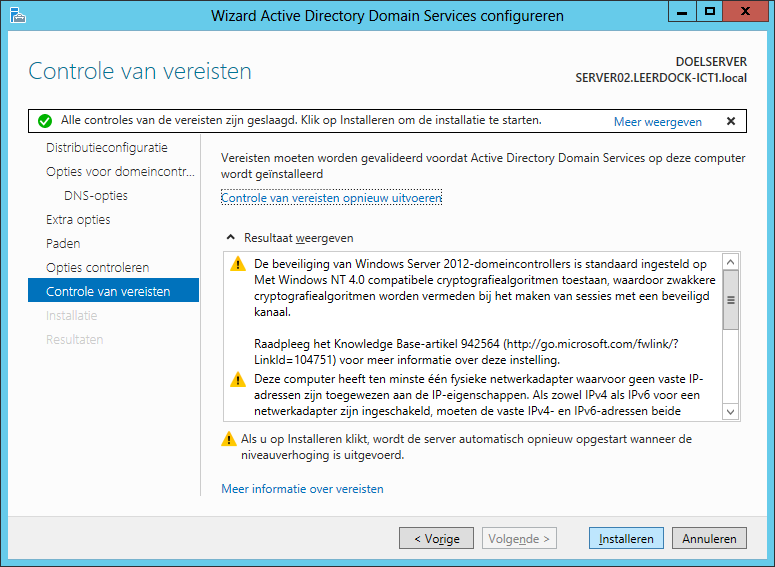 Wizard Active Directory Domain Services configureren
Controle van vereisten
DOELSERVER
SERVER02.LEERDOCK-ICT1.local
Alle controles van de vereisten zijn geslaagd. Klik op Installeren om de installatie te starten.
Meer weergeven
Distributieconfiguratie
Opties voor domeincontr...
DNS-opties
Extra opties
Paden
Opties controleren
Controle van vereisten
Installatie
Resultaten
Vereisten moeten worden gevalideerd voordat Active Directory Domain Services op deze computer
wordt geïnstalleerd
Controle van vereisten opnieuw uitvoeren
Resultaat weergeven
De beveiliging van Windows Server 2012-domeincontrollers is standaard ingesteld op
Met Windows NT 4.0 compatibele cryptografiealgoritmen toestaan, waardoor zwakkere
cryptografiealgoritmen worden vermeden bij het maken van sessies met een beveiligd
kanaal.
Raadpleeg het Knowledge Base-artikel 942564 (http://go.microsoft.com/fwlink/?
LinkId=104751) voor meer informatie over deze instelling.
Deze computer heeft ten minste één fysieke netwerkadapter waarvoor geen vaste IP-
adressen zijn toegewezen aan de IP-eigenschappen. Als zowel IPv4 als IPv6 voor een
netwerkadapter zijn ingeschakeld, moeten de vaste IPv4- en IPv6-adressen beide
Als u op Installeren klikt, wordt de server automatisch opnieuw opgestart wanneer de
niveauverhoging is uitgevoerd.
Meer informatie over vereisten
< Vorige
Volgende >
Installeren
Annuleren